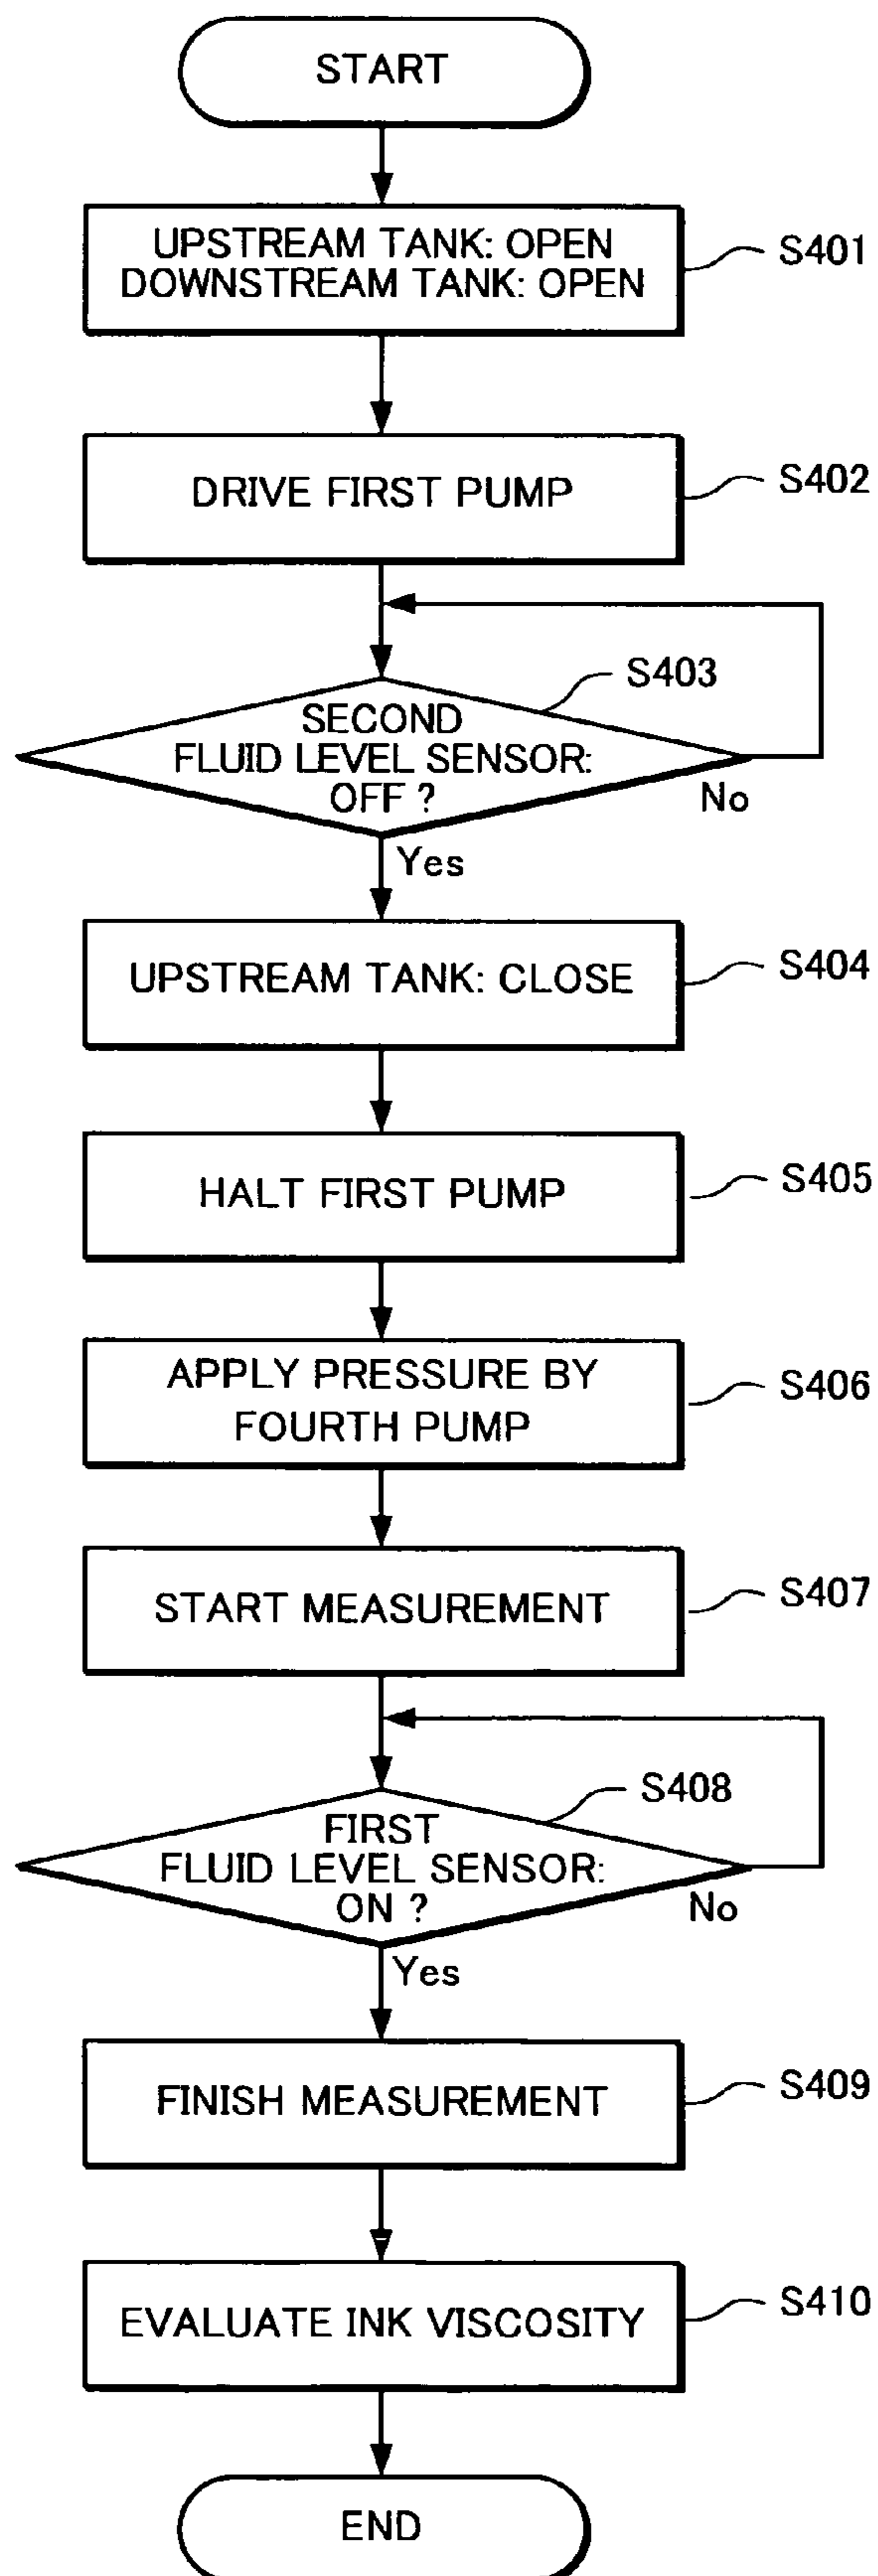 START
UPSTREAM TANK: OPEN
DOWNSTREAM TANK: OPEN
S401
DRIVE FIRST PUMP
S402
S403
SECOND
FLUID LEVEL SENSOR:
OFF ?
No
Yes
UPSTREAM TANK: CLOSE
S404
HALT FIRST PUMP
S405
APPLY PRESSURE BY
FOURTH PUMP
S406
START MEASUREMENT
S407
S408
FIRST
FLUID LEVEL SENSOR:
ON ?
No
Yes
FINISH MEASUREMENT
S409
EVALUATE INK VISCOSITY
S410
END